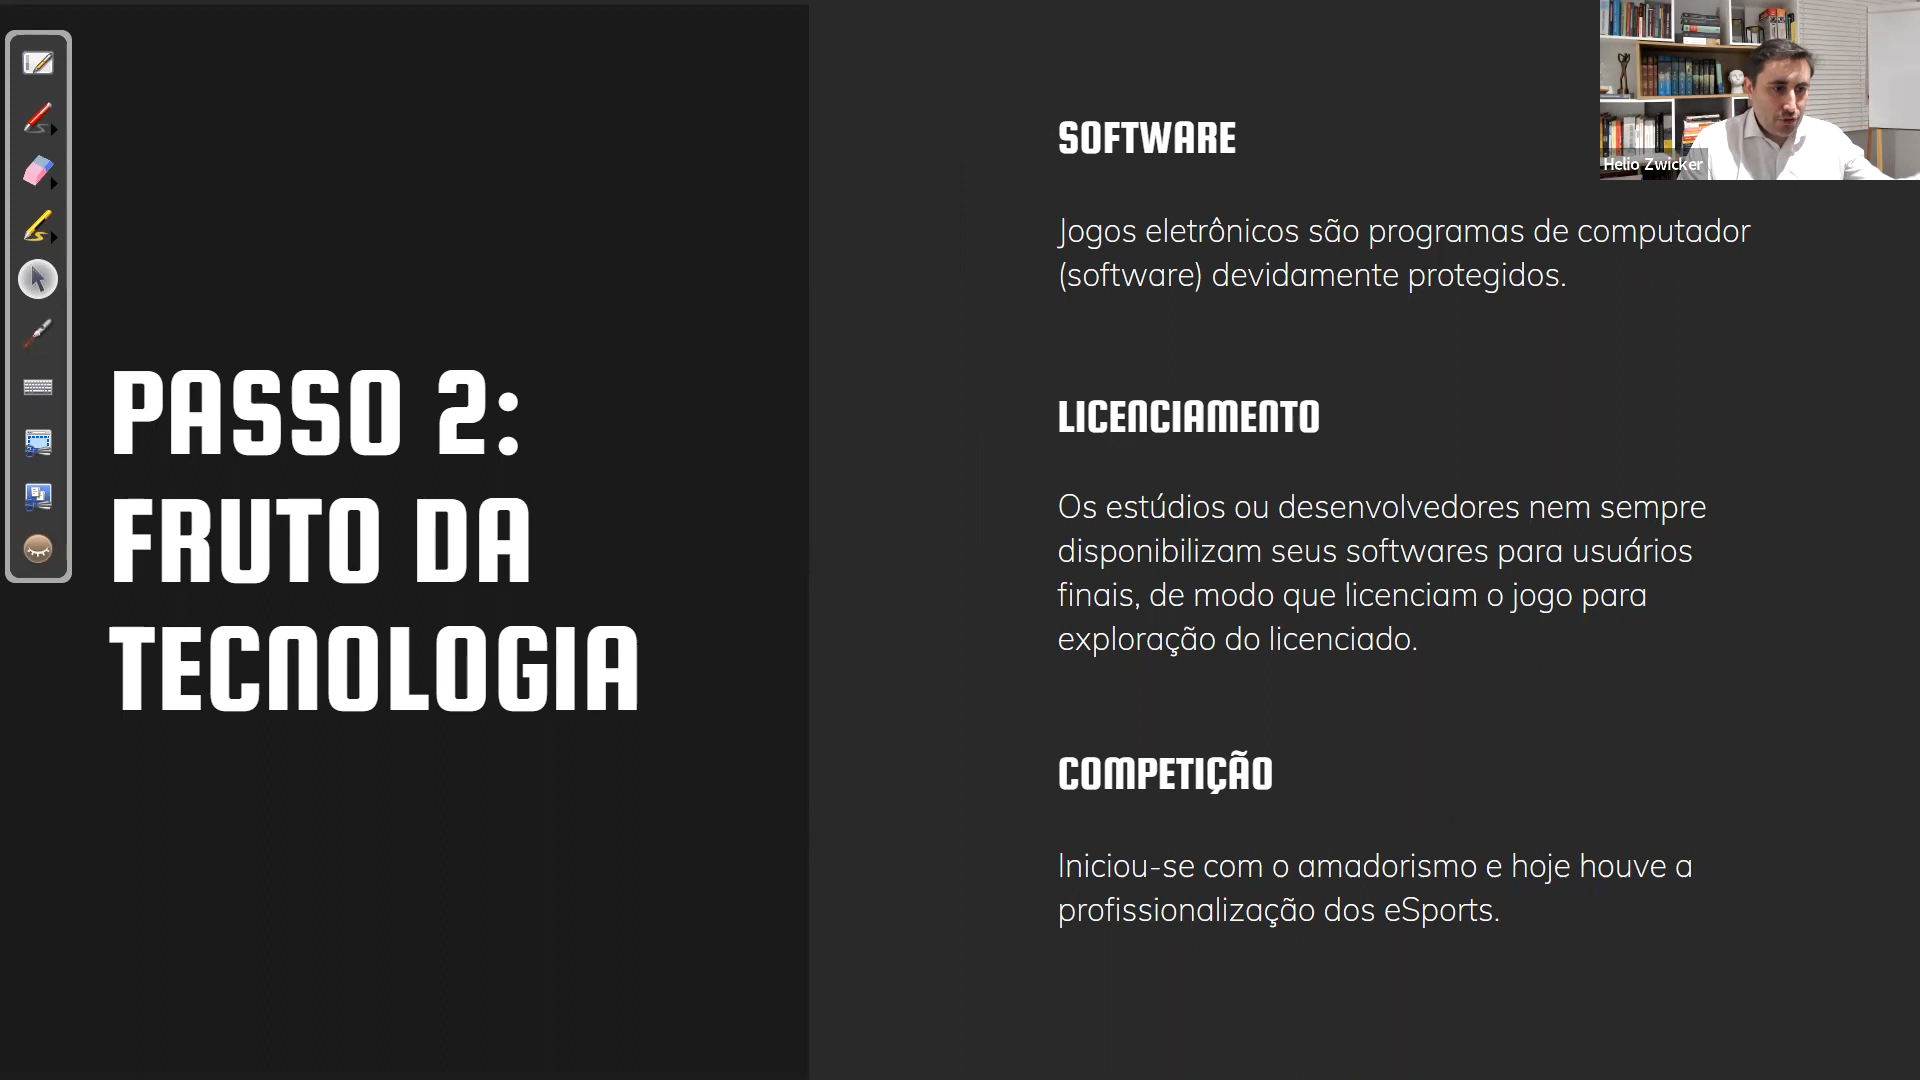 PASSO 2:
FRUTO DA
TECNOLOGIA
SOFTWARE
Jogos eletrônicos são programas de computador
(software) devidamente protegidos.
LICENCIAMENTO
Os estúdios ou desenvolvedores nem sempre
disponibilizam seus softwares para usuários
finais, de modo que licenciam o jogo para
exploração do licenciado.
COMPETIÇÃO
Iniciou-se com o amadorismo e hoje houve a
profissionalização dos eSports.
Helio Zwicker